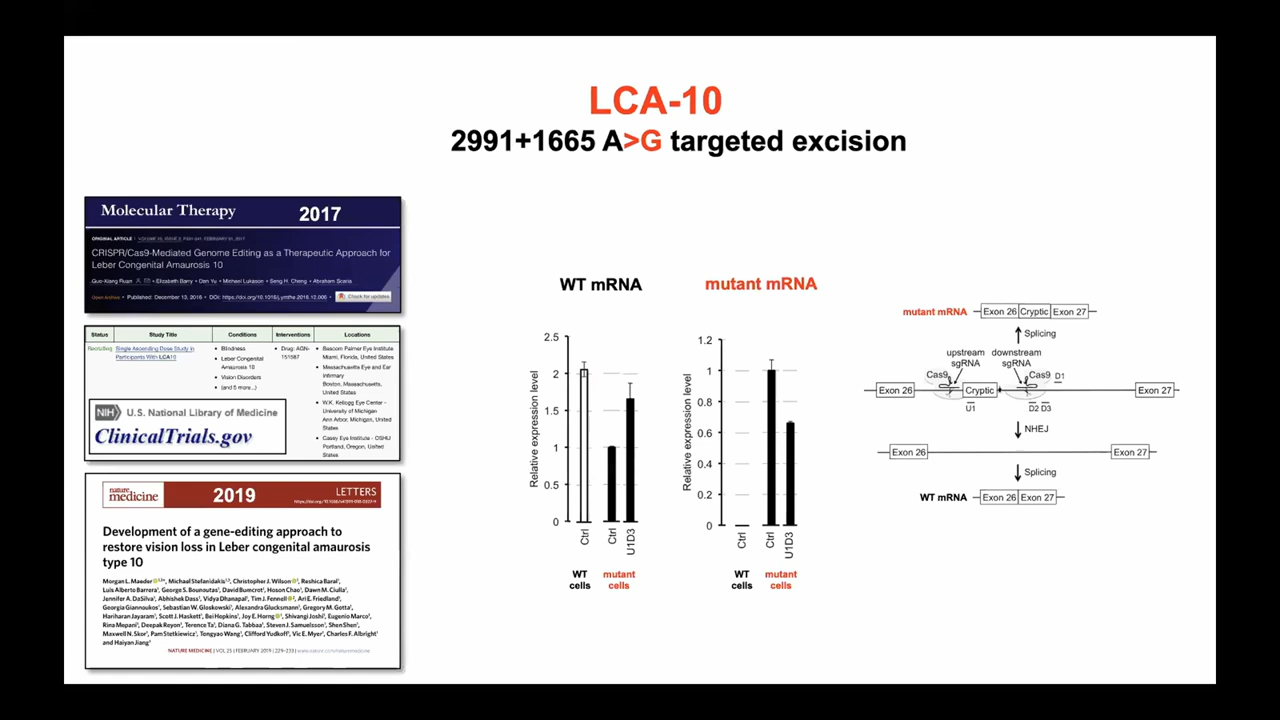 LCA-10
2991+1665 A>G targeted excision
Molecular Therapy 2017
ORIGINAL ARTICLE
CRISPR/Cas9-Mediated Genome Editing as a Therapeutic Approach for
Leber Congenital Amaurosis 10
Guo-Xiang Ruan • Elizabeth Barry • Dan Yu • Michael Lukason • Seng H. Cheng • Abraham Scaria
Open Archive • Published: December 13, 2016 • DOI: https://doi.org/10.1016/j.ymthe.2016.12.006 Check for updates
Status Study Title Conditions Interventions Locations
Recruiting Single Ascending Dose Study in
Participants With LCA10
• Blindness
• Leber Congenital
Amaurosis 10
• Vision Disorders
• (and 5 more...)
• Drug: AGN-
151587
• Bascom Palmer Eye Institute
Miami, Florida, United States
• Massachusetts Eye and Ear
Infirmary
Boston, Massachusetts,
United States
• W.K. Kellogg Eye Center -
University of Michigan
Ann Arbor, Michigan, United
States
• Casey Eye Institute - OSHU
Portland, Oregon, United
States
NIH U.S. National Library of Medicine
ClinicalTrials.gov
nature
medicine
2019
LETTERS
Development of a gene-editing approach to
restore vision loss in Leber congenital amaurosis
type 10
Morgan L. Maeder, Michael Stefanidakis, Christopher J. Wilson, Reshica Baral,
Luis Alberto Barrera, George S. Bounoutas, David Bumcrot, Hoson Chao, Dawn M. Ciulla,
Jennifer A. DaSilva, Abhishek Dass, Vidya Dhanapal, Tim J. Fennell, Ari E. Friedland,
Georgia Giannoukos, Sebastian W. Gloskowski, Alexandra Glucksmann, Gregory M. Gotta,
Hariharan Jayaram, Scott J. Haskett, Bei Hopkins, Joy E. Horng, Shivangi Joshi, Eugenio Marco,
Rina Mepani, Deepak Reyon, Terence Ta, Diana G. Tabbaa, Steven J. Samuelsson, Shen Shen,
Maxwell N. Skor, Pam Stetkiewicz, Tongyao Wang, Clifford Yudkoff, Vic E. Myer, Charles F. Albright
and Haiyan Jiang
NATURE MEDICINE | VOL 25 | FEBRUARY 2019 | 229–233 | www.nature.com/naturemedicine
WT mRNA
Relative expression level
2.5
2
1.5
1
0.5
0
Ctrl
Ctrl
U1D3
WT
cells
mutant
cells
mutant mRNA
Relative expression level
1.2
1
0.8
0.6
0.4
0.2
0
Ctrl
Ctrl
U1D3
WT
cells
mutant
cells
mutant mRNA Exon 26 Cryptic Exon 27
Splicing
upstream
sgRNA
downstream
sgRNA
Cas9 Cas9 D1
Exon 26 Cryptic Exon 27
U1 D2 D3
NHEJ
Exon 26 Exon 27
Splicing
WT mRNA Exon 26 Exon 27